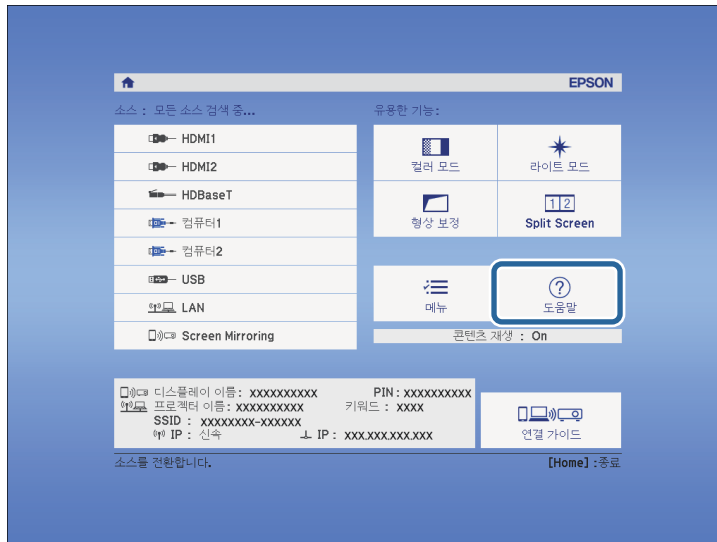 EPSON
소스 : 모든 소스 검색 중...
유용한 기능:
HDMI1
HDMI2
HDBaseT
컴퓨터1
컴퓨터2
USB
LAN
Screen Mirroring
컬러 모드
라이트 모드
형상 보정
1 2
Split Screen
메뉴
?
도움말
콘텐츠 재생 : On
디스플레이 이름: xxxxxxxxxx PIN : xxxxxxxxxx
프로젝터 이름: xxxxxxxxxx 키워드 : xxxx
SSID : xxxxxxxx-xxxxxx
IP : 신속 IP : xxx.xxx.xxx.xxx
연결 가이드
소스를 전환합니다.
[Home] :종료